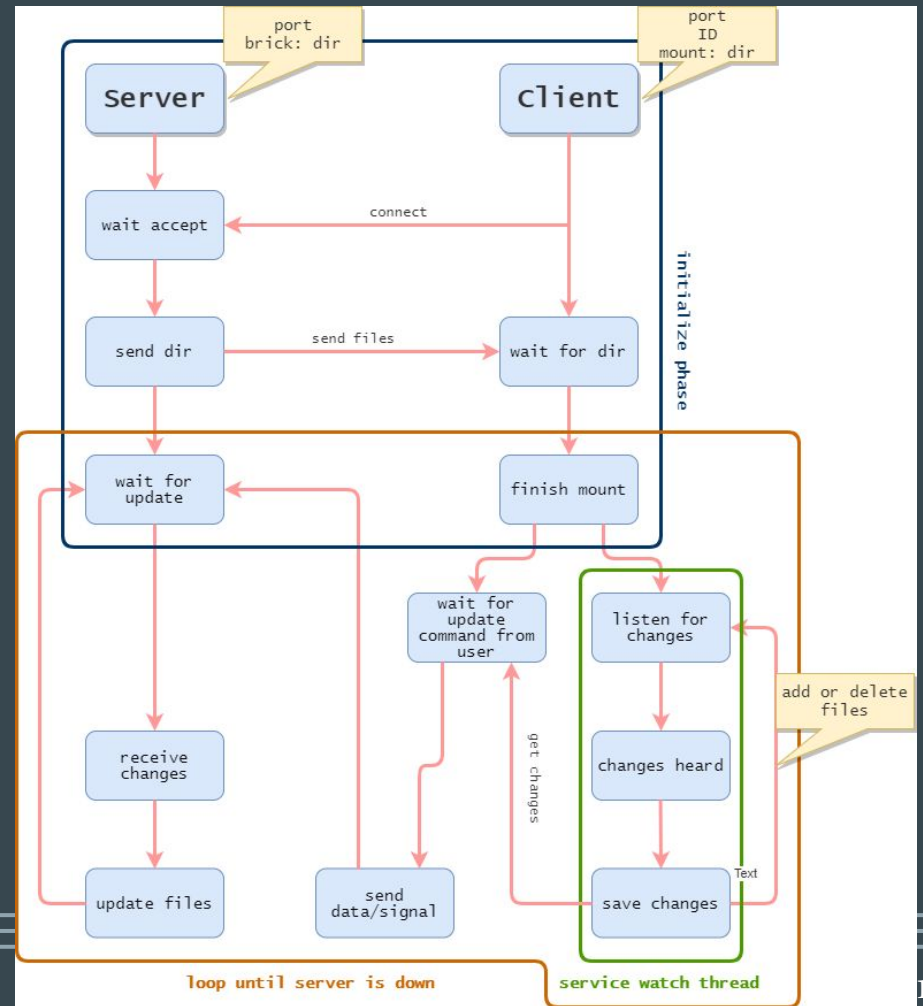 port
brick: dir
port
ID
mount: dir
Server
Client
wait accept
connect
initialize phase
send dir
send files
wait for dir
wait for
update
finish mount
wait for
update
command from
user
listen for
changes
add or delete
files
receive
changes
get changes
changes heard
update files
send
data/signal
save changes
Text
loop until server is down
service watch thread